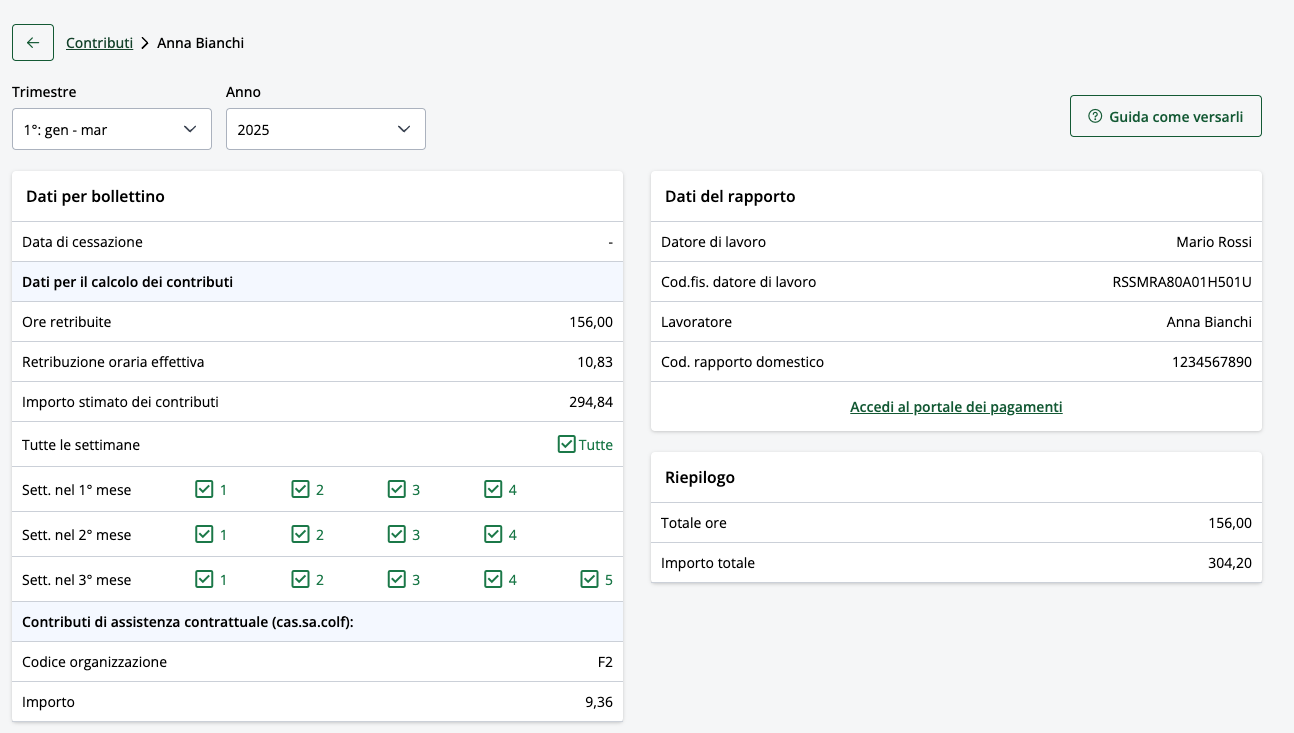 Contributi > Anna Bianchi
Trimestre
Anno
1°: gen - mar
2025
Guida come versarli
Dati per bollettino
Data di cessazione -
Dati per il calcolo dei contributi
Ore retribuite 156,00
Retribuzione oraria effettiva 10,83
Importo stimato dei contributi 294,84
Tutte le settimane Tutte
Sett. nel 1° mese 1 2 3 4
Sett. nel 2° mese 1 2 3 4
Sett. nel 3° mese 1 2 3 4 5
Contributi di assistenza contrattuale (cas.sa.colf):
Codice organizzazione F2
Importo 9,36
Dati del rapporto
Datore di lavoro Mario Rossi
Cod.fis. datore di lavoro RSSMRA80A01H501U
Lavoratore Anna Bianchi
Cod. rapporto domestico 1234567890
Accedi al portale dei pagamenti
Riepilogo
Totale ore 156,00
Importo totale 304,20